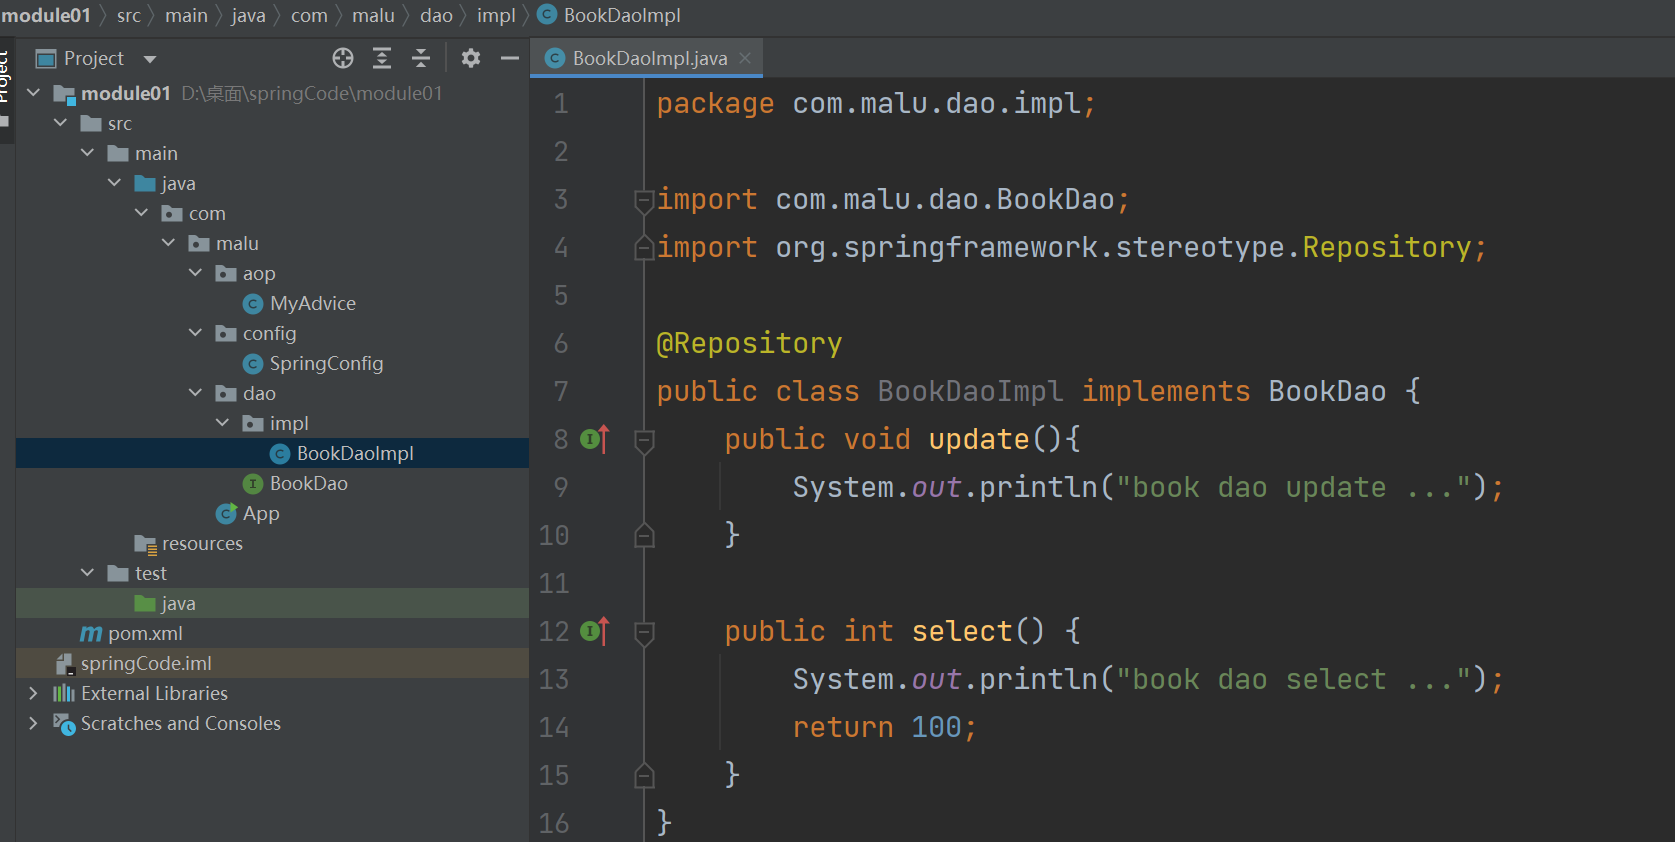 module01 src main java com malu dao impl BookDaoImpl
Project
Project
BookDaoImpl.java
module01 D:\桌面\springCode\module01
src
main
java
com
malu
aop
MyAdvice
config
SpringConfig
dao
impl
BookDaoImpl
BookDao
App
resources
test
java
pom.xml
springCode.iml
External Libraries
Scratches and Consoles
1 package com.malu.dao.impl;
2
3 import com.malu.dao.BookDao;
4 import org.springframework.stereotype.Repository;
5
6 @Repository
7 public class BookDaoImpl implements BookDao {
8 public void update(){
9 System.out.println("book dao update ...");
10 }
11
12 public int select() {
13 System.out.println("book dao select ...");
14 return 100;
15 }
16 }